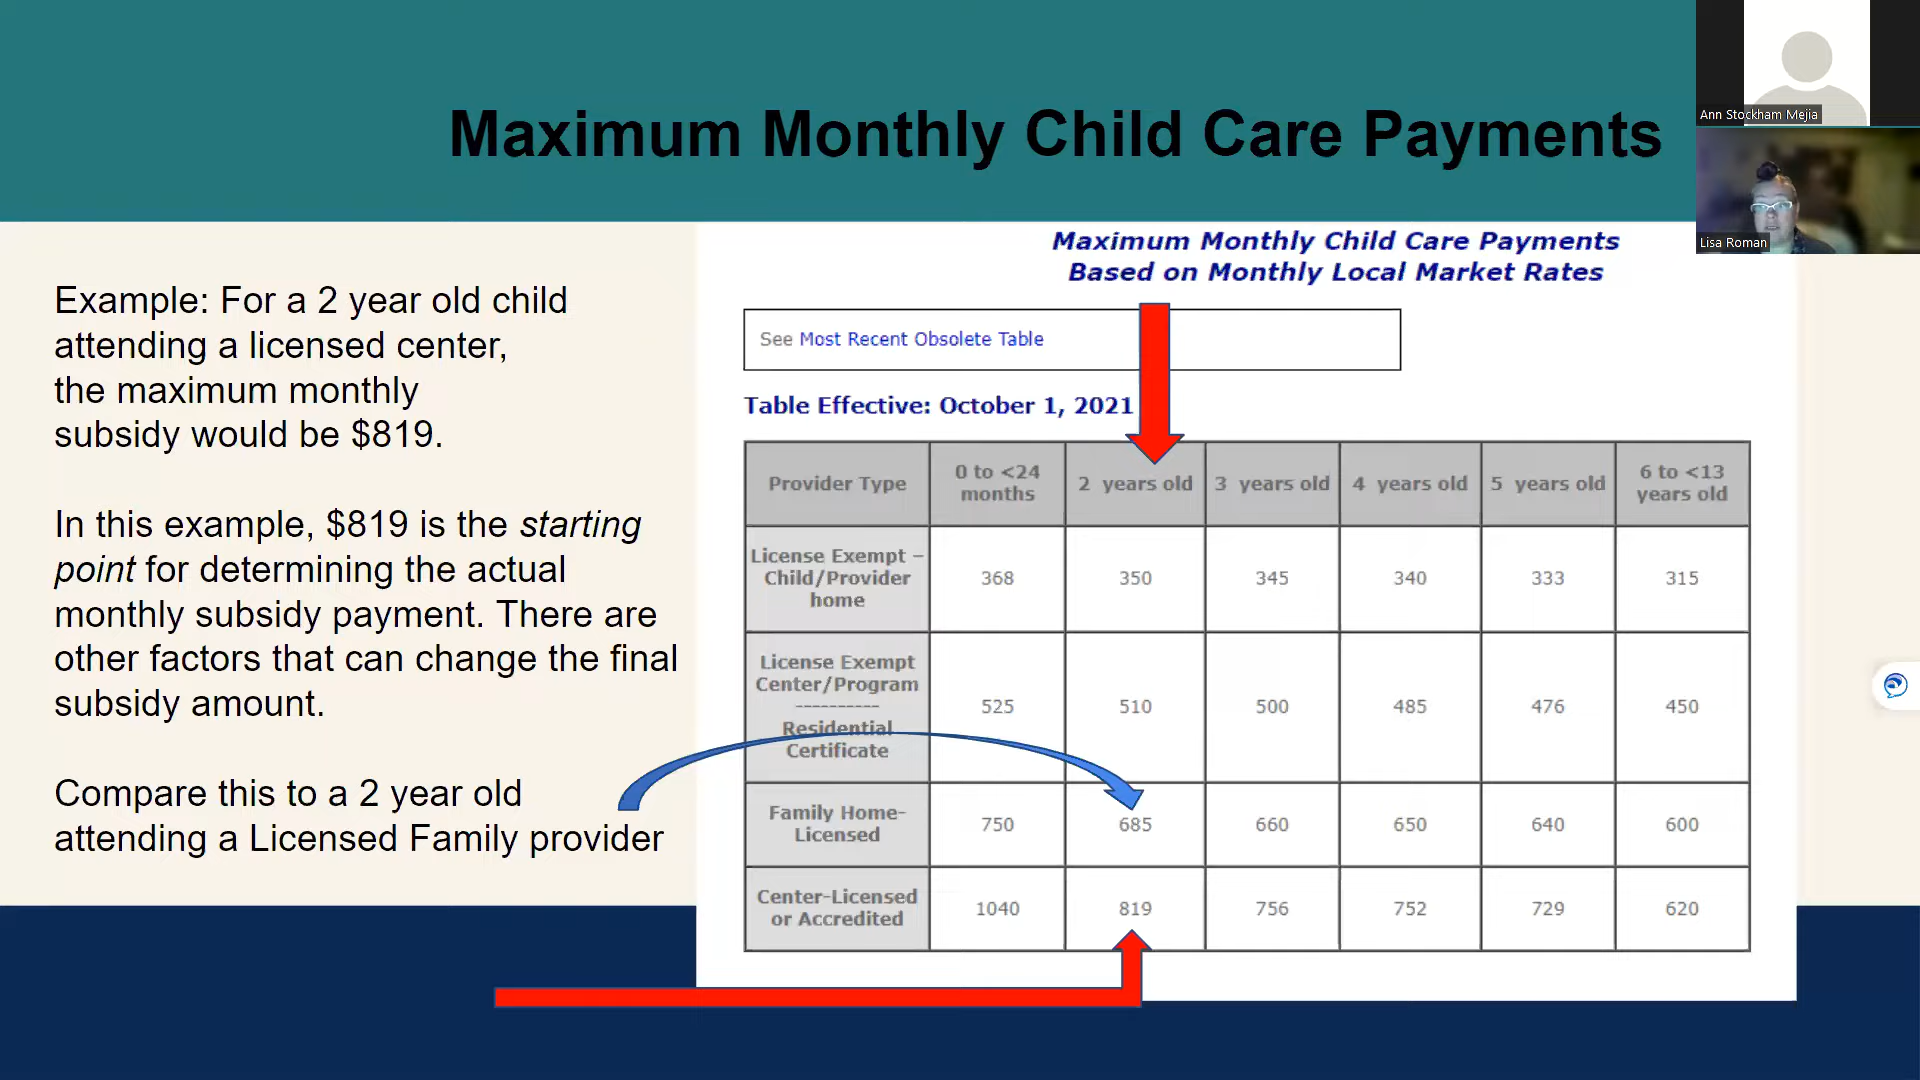 Maximum Monthly Child Care Payments
Ann Stockham Mejia
Lisa Roman
Example: For a 2 year old child
attending a licensed center,
the maximum monthly
subsidy would be $819.
In this example, $819 is the starting
point for determining the actual
monthly subsidy payment. There are
other factors that can change the final
subsidy amount.
Compare this to a 2 year old
attending a Licensed Family provider
Maximum Monthly Child Care Payments
Based on Monthly Local Market Rates
See Most Recent Obsolete Table
Table Effective: October 1, 2021
Provider Type 0 to <24 months 2 years old 3 years old 4 years old 5 years old 6 to <13 years old
License Exempt – Child/Provider home 368 350 345 340 333 315
License Exempt Center/Program ---------- Residential Certificate 525 510 500 485 476 450
Family Home-Licensed 750 685 660 650 640 600
Center-Licensed or Accredited 1040 819 756 752 729 620